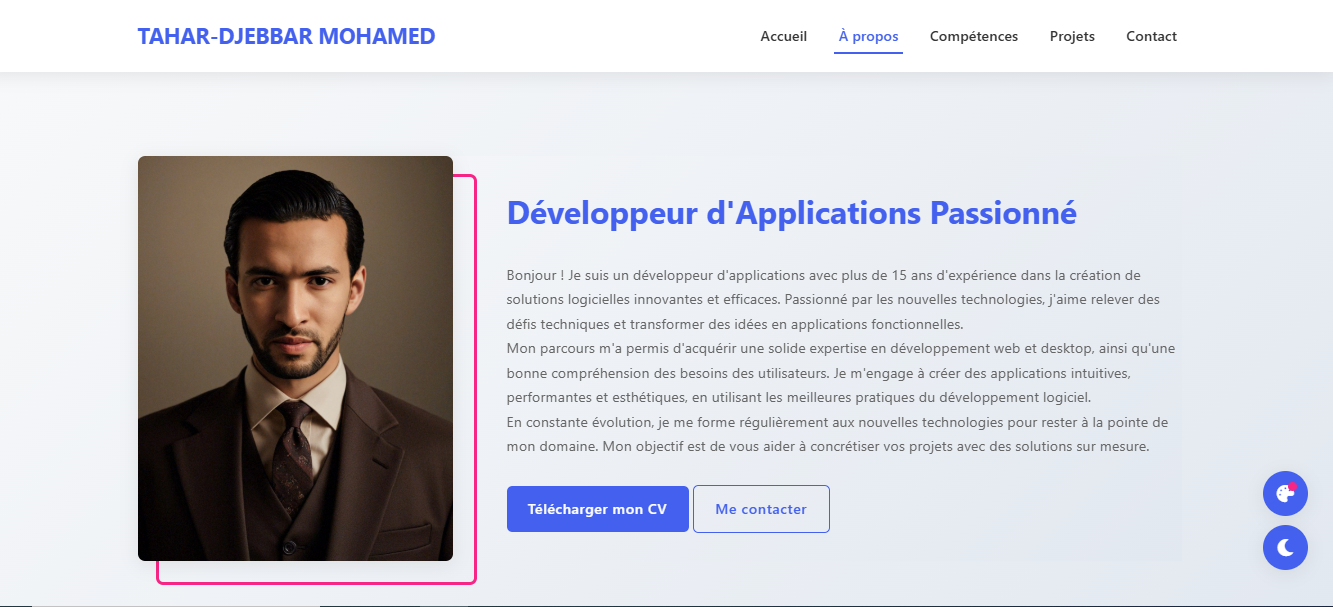 TAHAR-DJEBBAR MOHAMED
Accueil À propos Compétences Projets Contact
Développeur d'Applications Passionné
Bonjour ! Je suis un développeur d'applications avec plus de 15 ans d'expérience dans la création de
solutions logicielles innovantes et efficaces. Passionné par les nouvelles technologies, j'aime relever des
défis techniques et transformer des idées en applications fonctionnelles.
Mon parcours m'a permis d'acquérir une solide expertise en développement web et desktop, ainsi qu'une
bonne compréhension des besoins des utilisateurs. Je m'engage à créer des applications intuitives,
performantes et esthétiques, en utilisant les meilleures pratiques du développement logiciel.
En constante évolution, je me forme régulièrement aux nouvelles technologies pour rester à la pointe de
mon domaine. Mon objectif est de vous aider à concrétiser vos projets avec des solutions sur mesure.
Télécharger mon CV Me contacter